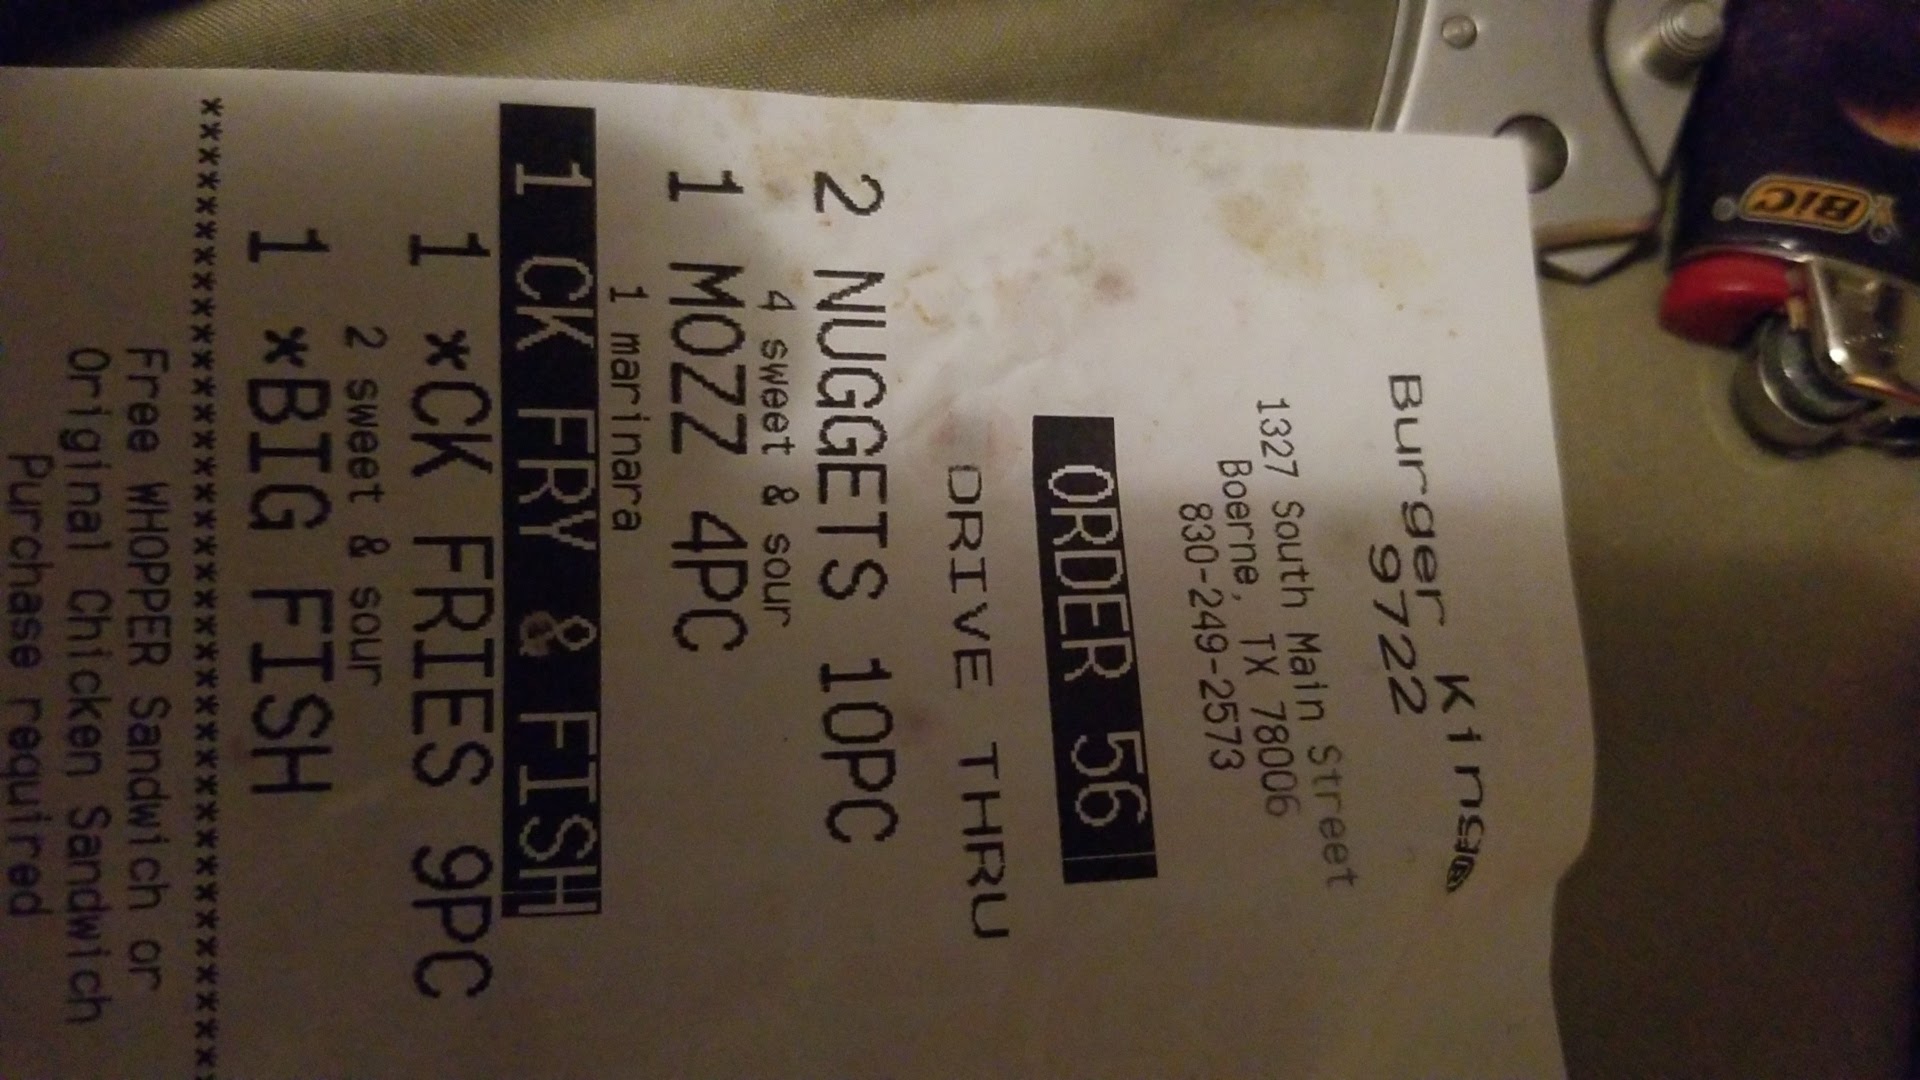 Burger King®
9722
1327 South Main Street
Boerne, TX 78006
830-249-2573
ORDER 56
DRIVE THRU
2 NUGGETS 10PC
4 sweet & sour
1 MOZZ 4PC
1 marinara
1 CK FRY & FISH
1 *CK FRIES 9PC
2 sweet & sour
1 *BIG FISH
****************************************
Free WHOPPER Sandwich or
Original Chicken Sandwich
Purchase required
BIC